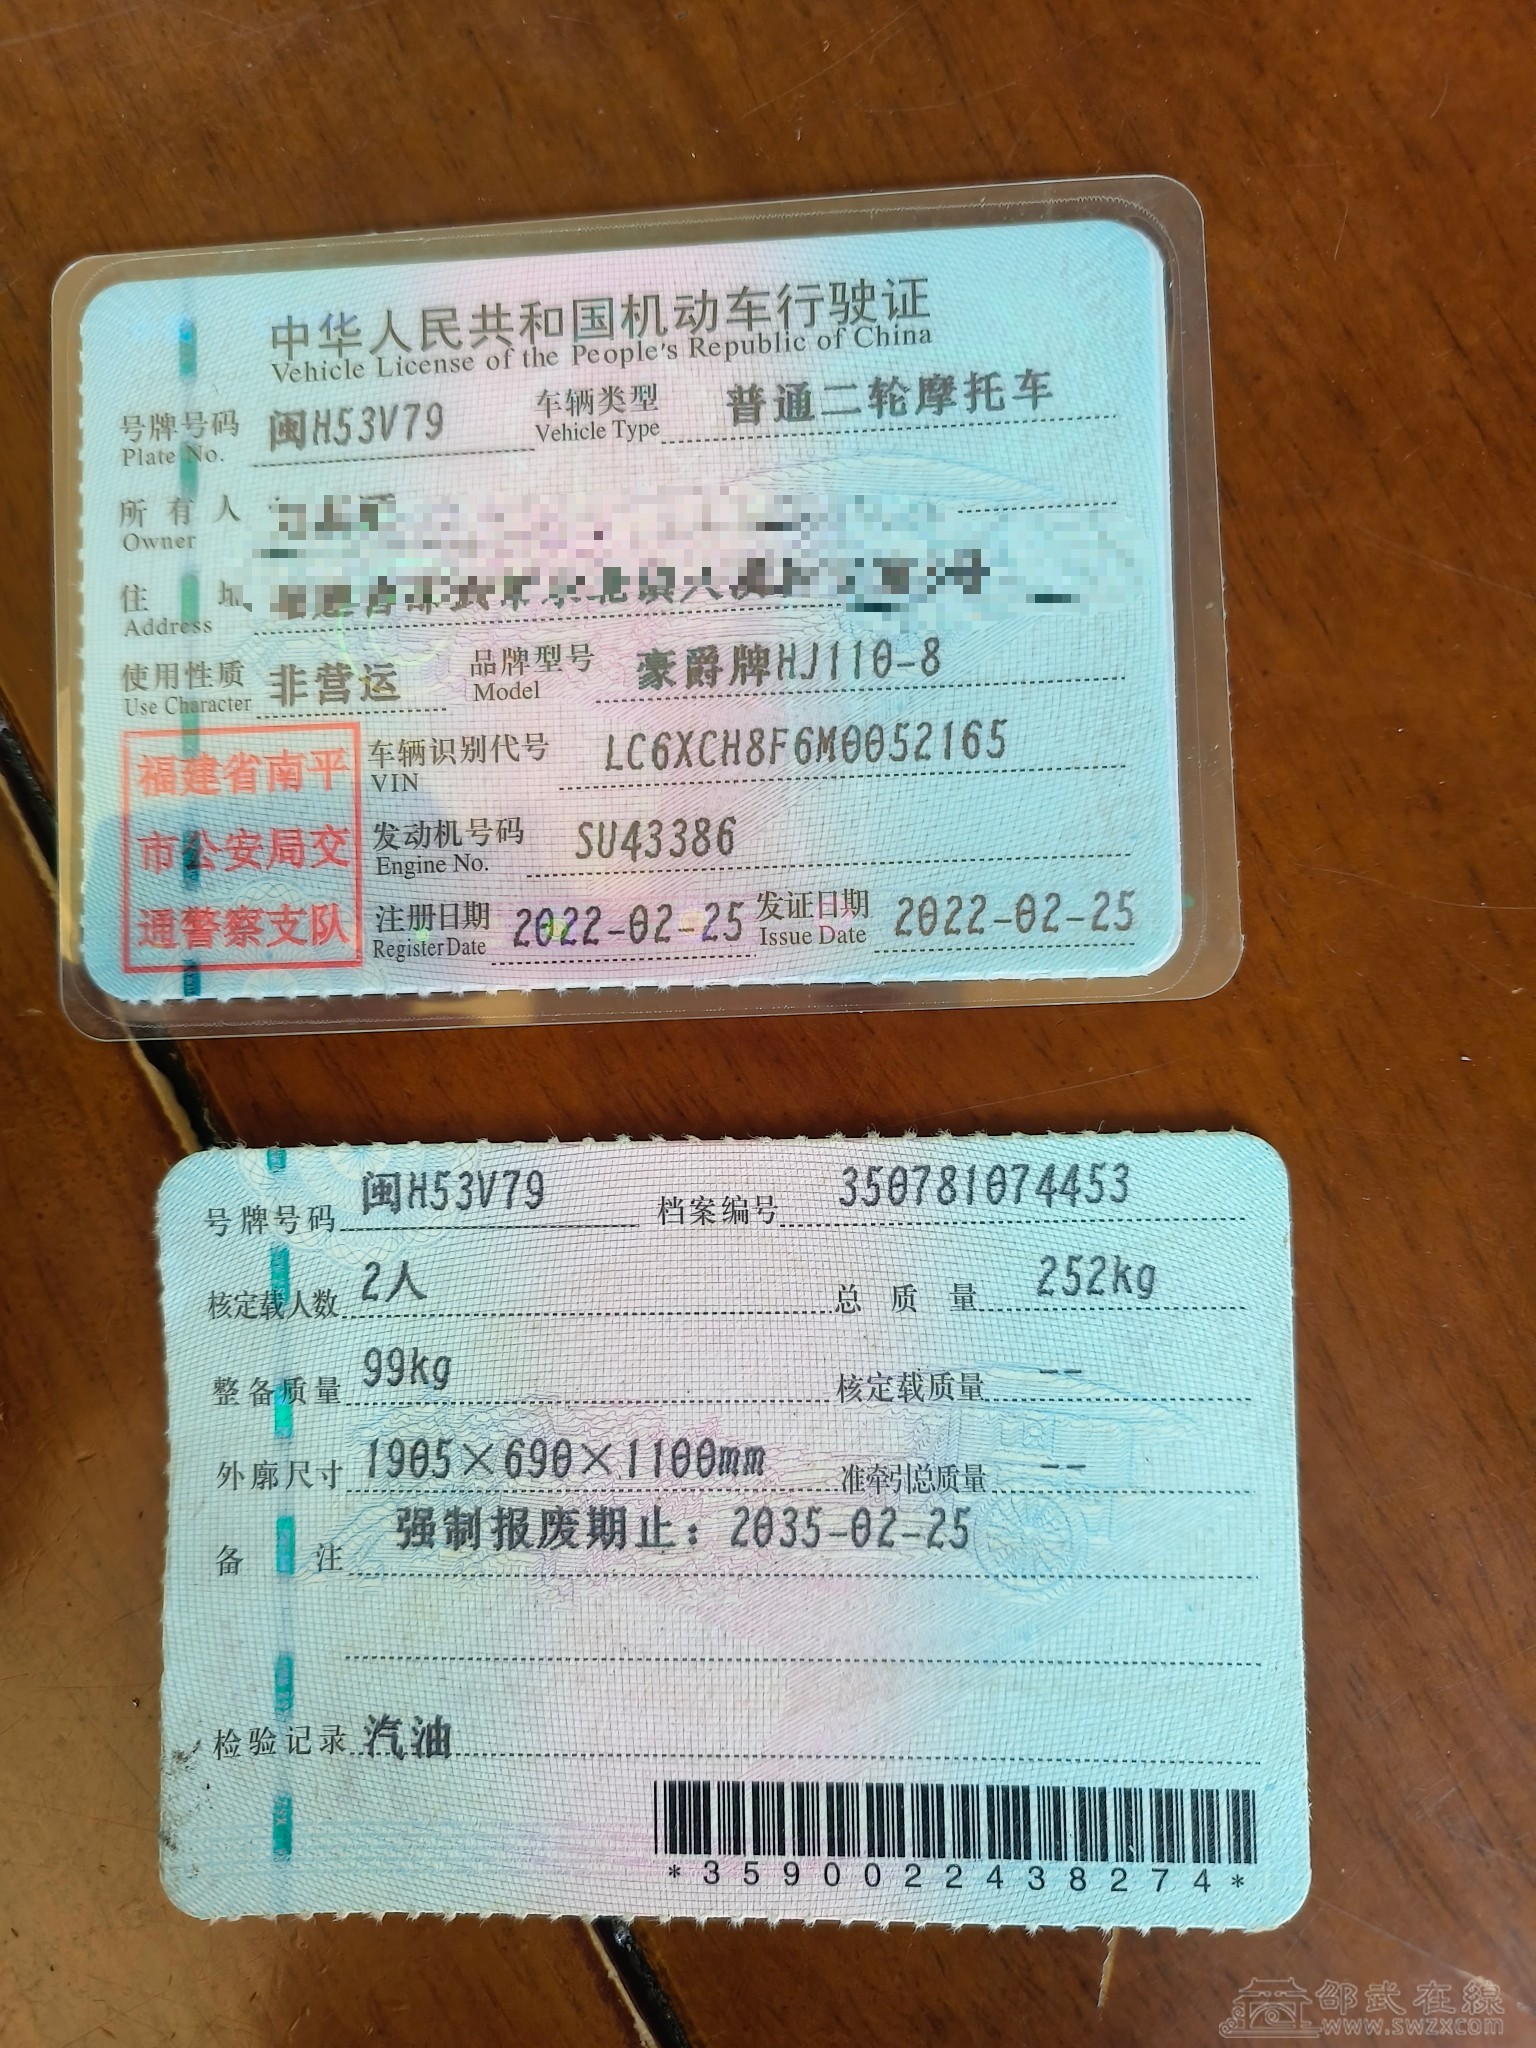 中华人民共和国机动车行驶证
Vehicle License of the People's Republic of China
号牌号码 闽H53V79 车辆类型 普通二轮摩托车
Plate No. Vehicle Type
所有人
Owner
住
Address
使用性质 非营运 品牌型号 豪爵牌HJ110-8
Use Character Model
福建省南平
市公安局交
通警察支队
车辆识别代号 LC6XCH8F6M0052165
VIN
发动机号码 SU43386
Engine No.
注册日期 2022-02-25 发证日期 2022-02-25
Register Date Issue Date
号牌号码 闽H53V79 档案编号 350781074453
核定载人数 2人 总质量 252kg
整备质量 99kg 核定载质量 --
外廓尺寸 1905×690×1100mm 准牵引总质量 --
备注 强制报废期止：2035-02-25
检验记录 汽油
*3590022438274*
邵武在線
www.swzx.com